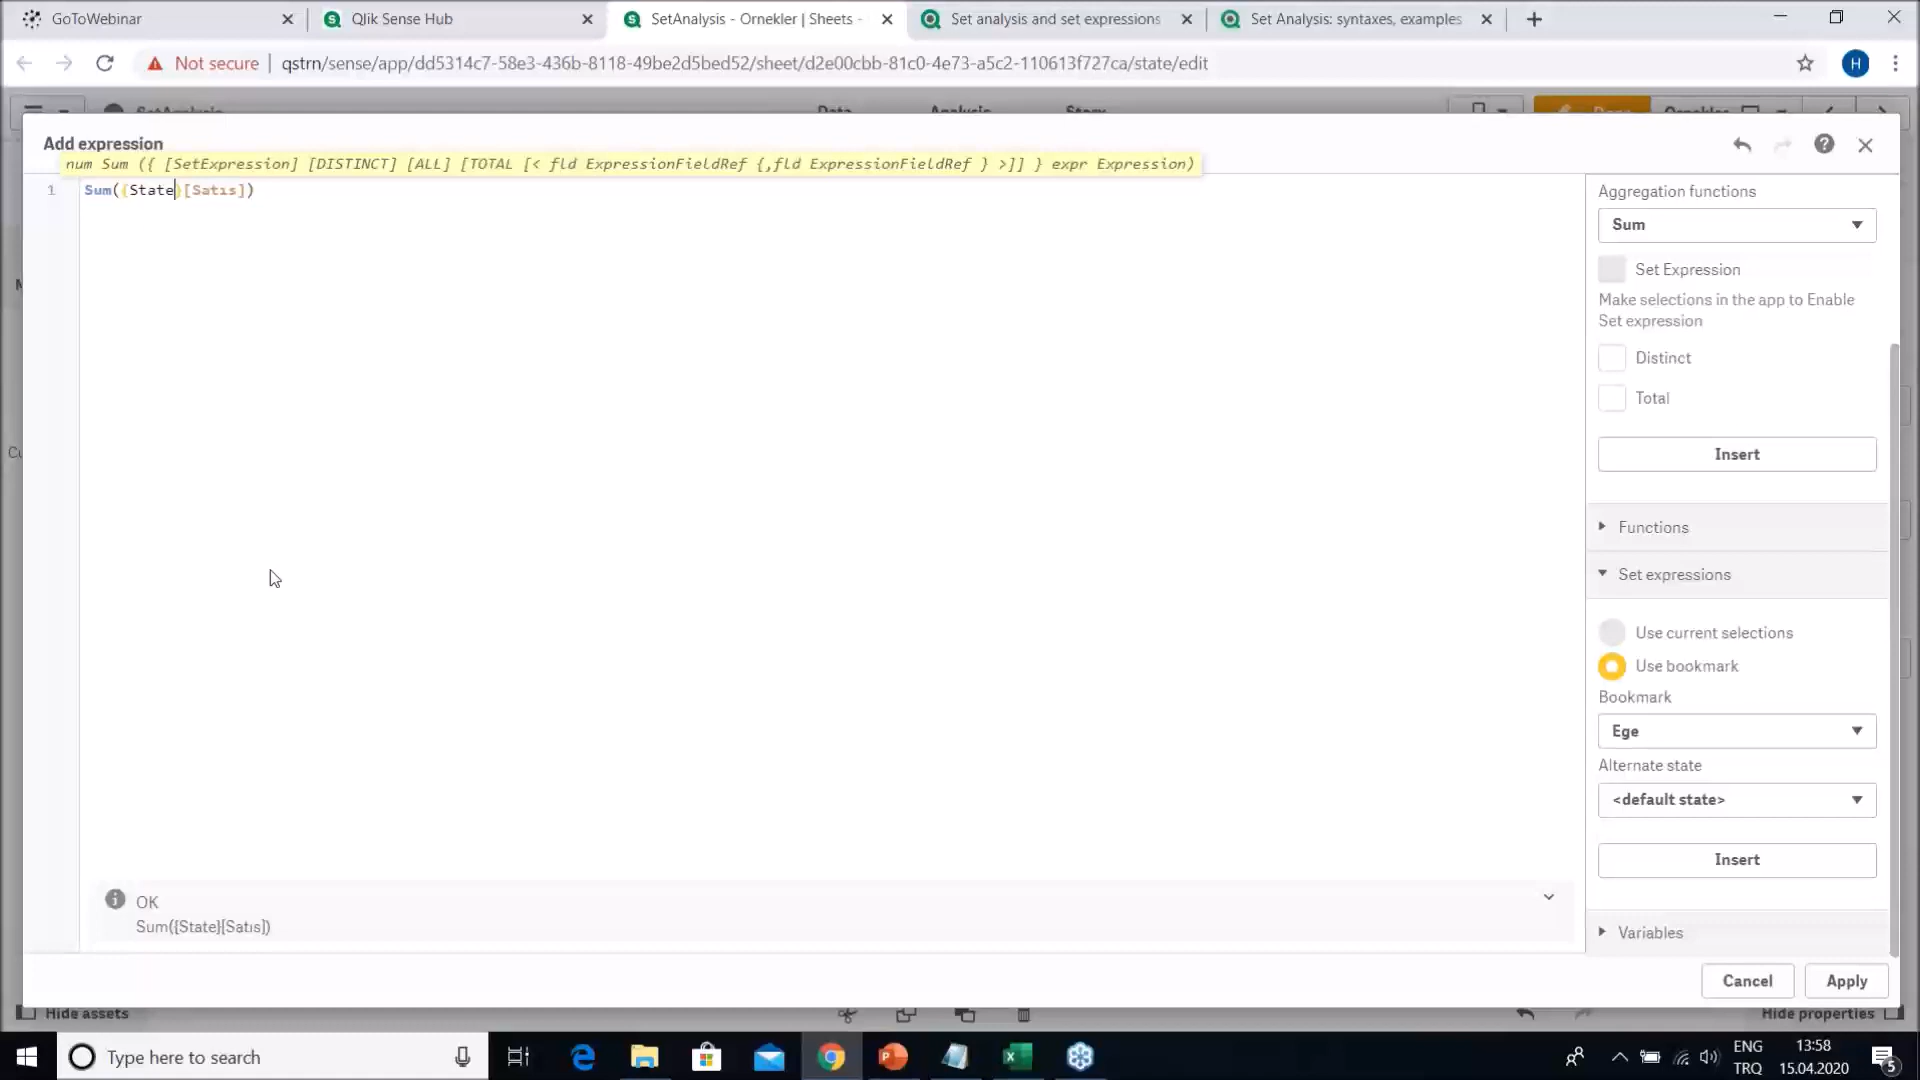 GoToWebinar
Qlik Sense Hub
SetAnalysis - Ornekler | Sheets -
Set analysis and set expressions
Set Analysis: syntaxes, examples
Not secure
qstrn/sense/app/dd5314c7-58e3-436b-8118-49be2d5bed52/sheet/d2e00cbb-81c0-4e73-a5c2-110613f727ca/state/edit
H
Add expression
num Sum ({ [SetExpression] [DISTINCT] [ALL] [TOTAL [< fld ExpressionFieldRef {,fld ExpressionFieldRef } >]] } expr Expression)
1 Sum({State}[Satıs])
Aggregation functions
Sum
Set Expression
Make selections in the app to Enable
Set expression
Distinct
Total
Insert
Functions
Set expressions
Use current selections
Use bookmark
Bookmark
Ege
Alternate state
<default state>
Insert
Variables
OK
Sum({State}[Satıs])
Cancel
Apply
Hide assets
Hide properties
Type here to search
ENG
TRQ
13:58
15.04.2020
5